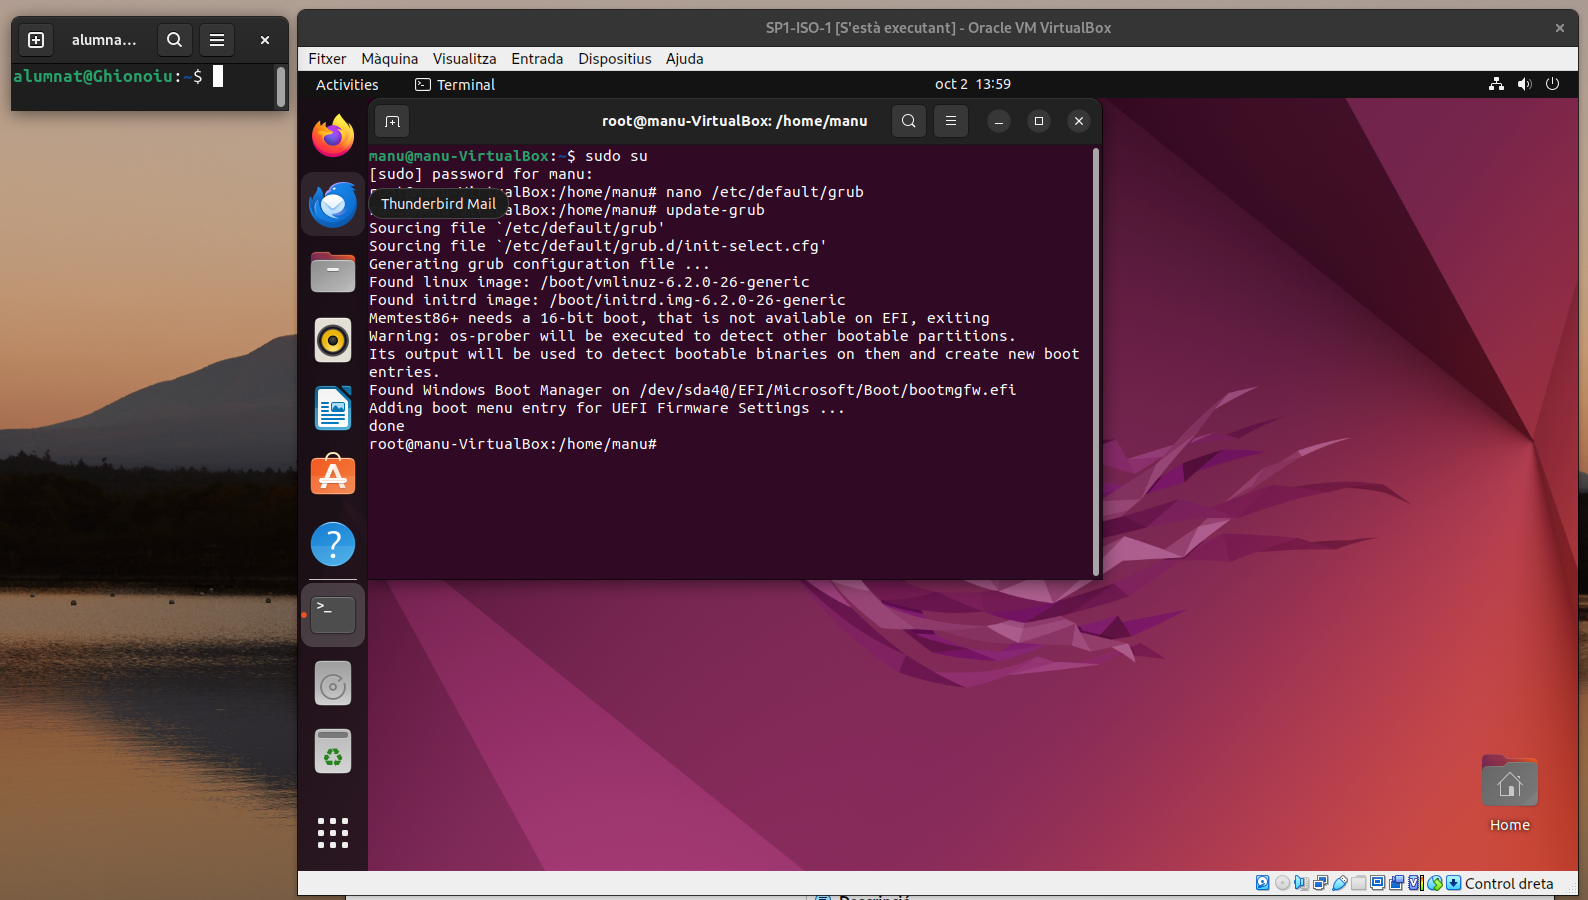 alumna...
alumnat@Ghionoiu:~$
SP1-ISO-1 [S'està executant] - Oracle VM VirtualBox
Fitxer Màquina Visualitza Entrada Dispositius Ajuda
Activities Terminal oct 2 13:59
root@manu-VirtualBox: /home/manu
manu@manu-VirtualBox:~$ sudo su
[sudo] password for manu:
VirtualBox:/home/manu# nano /etc/default/grub
Thunderbird Mail
VirtualBox:/home/manu# update-grub
Sourcing file `/etc/default/grub'
Sourcing file `/etc/default/grub.d/init-select.cfg'
Generating grub configuration file ...
Found linux image: /boot/vmlinuz-6.2.0-26-generic
Found initrd image: /boot/initrd.img-6.2.0-26-generic
Memtest86+ needs a 16-bit boot, that is not available on EFI, exiting
Warning: os-prober will be executed to detect other bootable partitions.
Its output will be used to detect bootable binaries on them and create new boot
entries.
Found Windows Boot Manager on /dev/sda4@/EFI/Microsoft/Boot/bootmgfw.efi
Adding boot menu entry for UEFI Firmware Settings ...
done
root@manu-VirtualBox:/home/manu#
Home
Control dreta